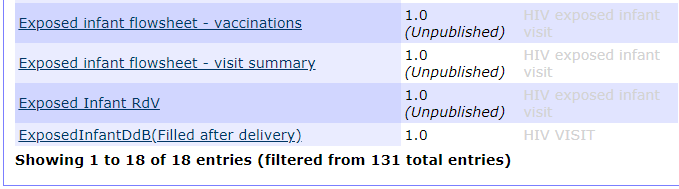 Exposed infant flowsheet - vaccinations 1.0 HIV exposed infant
(Unpublished) visit
Exposed infant flowsheet - visit summary 1.0 HIV exposed infant
(Unpublished) visit
Exposed Infant RdV 1.0 HIV exposed infant
(Unpublished) visit
ExposedInfantDdB(Filled after delivery) 1.0 HIV VISIT
Showing 1 to 18 of 18 entries (filtered from 131 total entries)